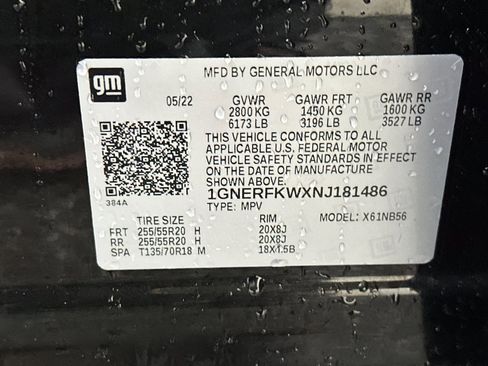 gm
MFD BY GENERAL MOTORS LLC
05/22 GVWR GAWR FRT GAWR RR
2800 KG 1450 KG 1600 KG
6173 LB 3196 LB 3527 LB
THIS VEHICLE CONFORMS TO ALL
APPLICABLE U.S. FEDERAL MOTOR
VEHICLE SAFETY STANDARDS IN EFFECT
ON THE DATE OF MANUFACTURE
SHOWN ABOVE.
1GNERFKWXNJ181486
384A TYPE: MPV
TIRE SIZE RIM MODEL: X61NB56
FRT 255/55R20 H 20X8J
RR 255/55R20 H 20X8J
SPA T135/70R18 M 18X4.5B